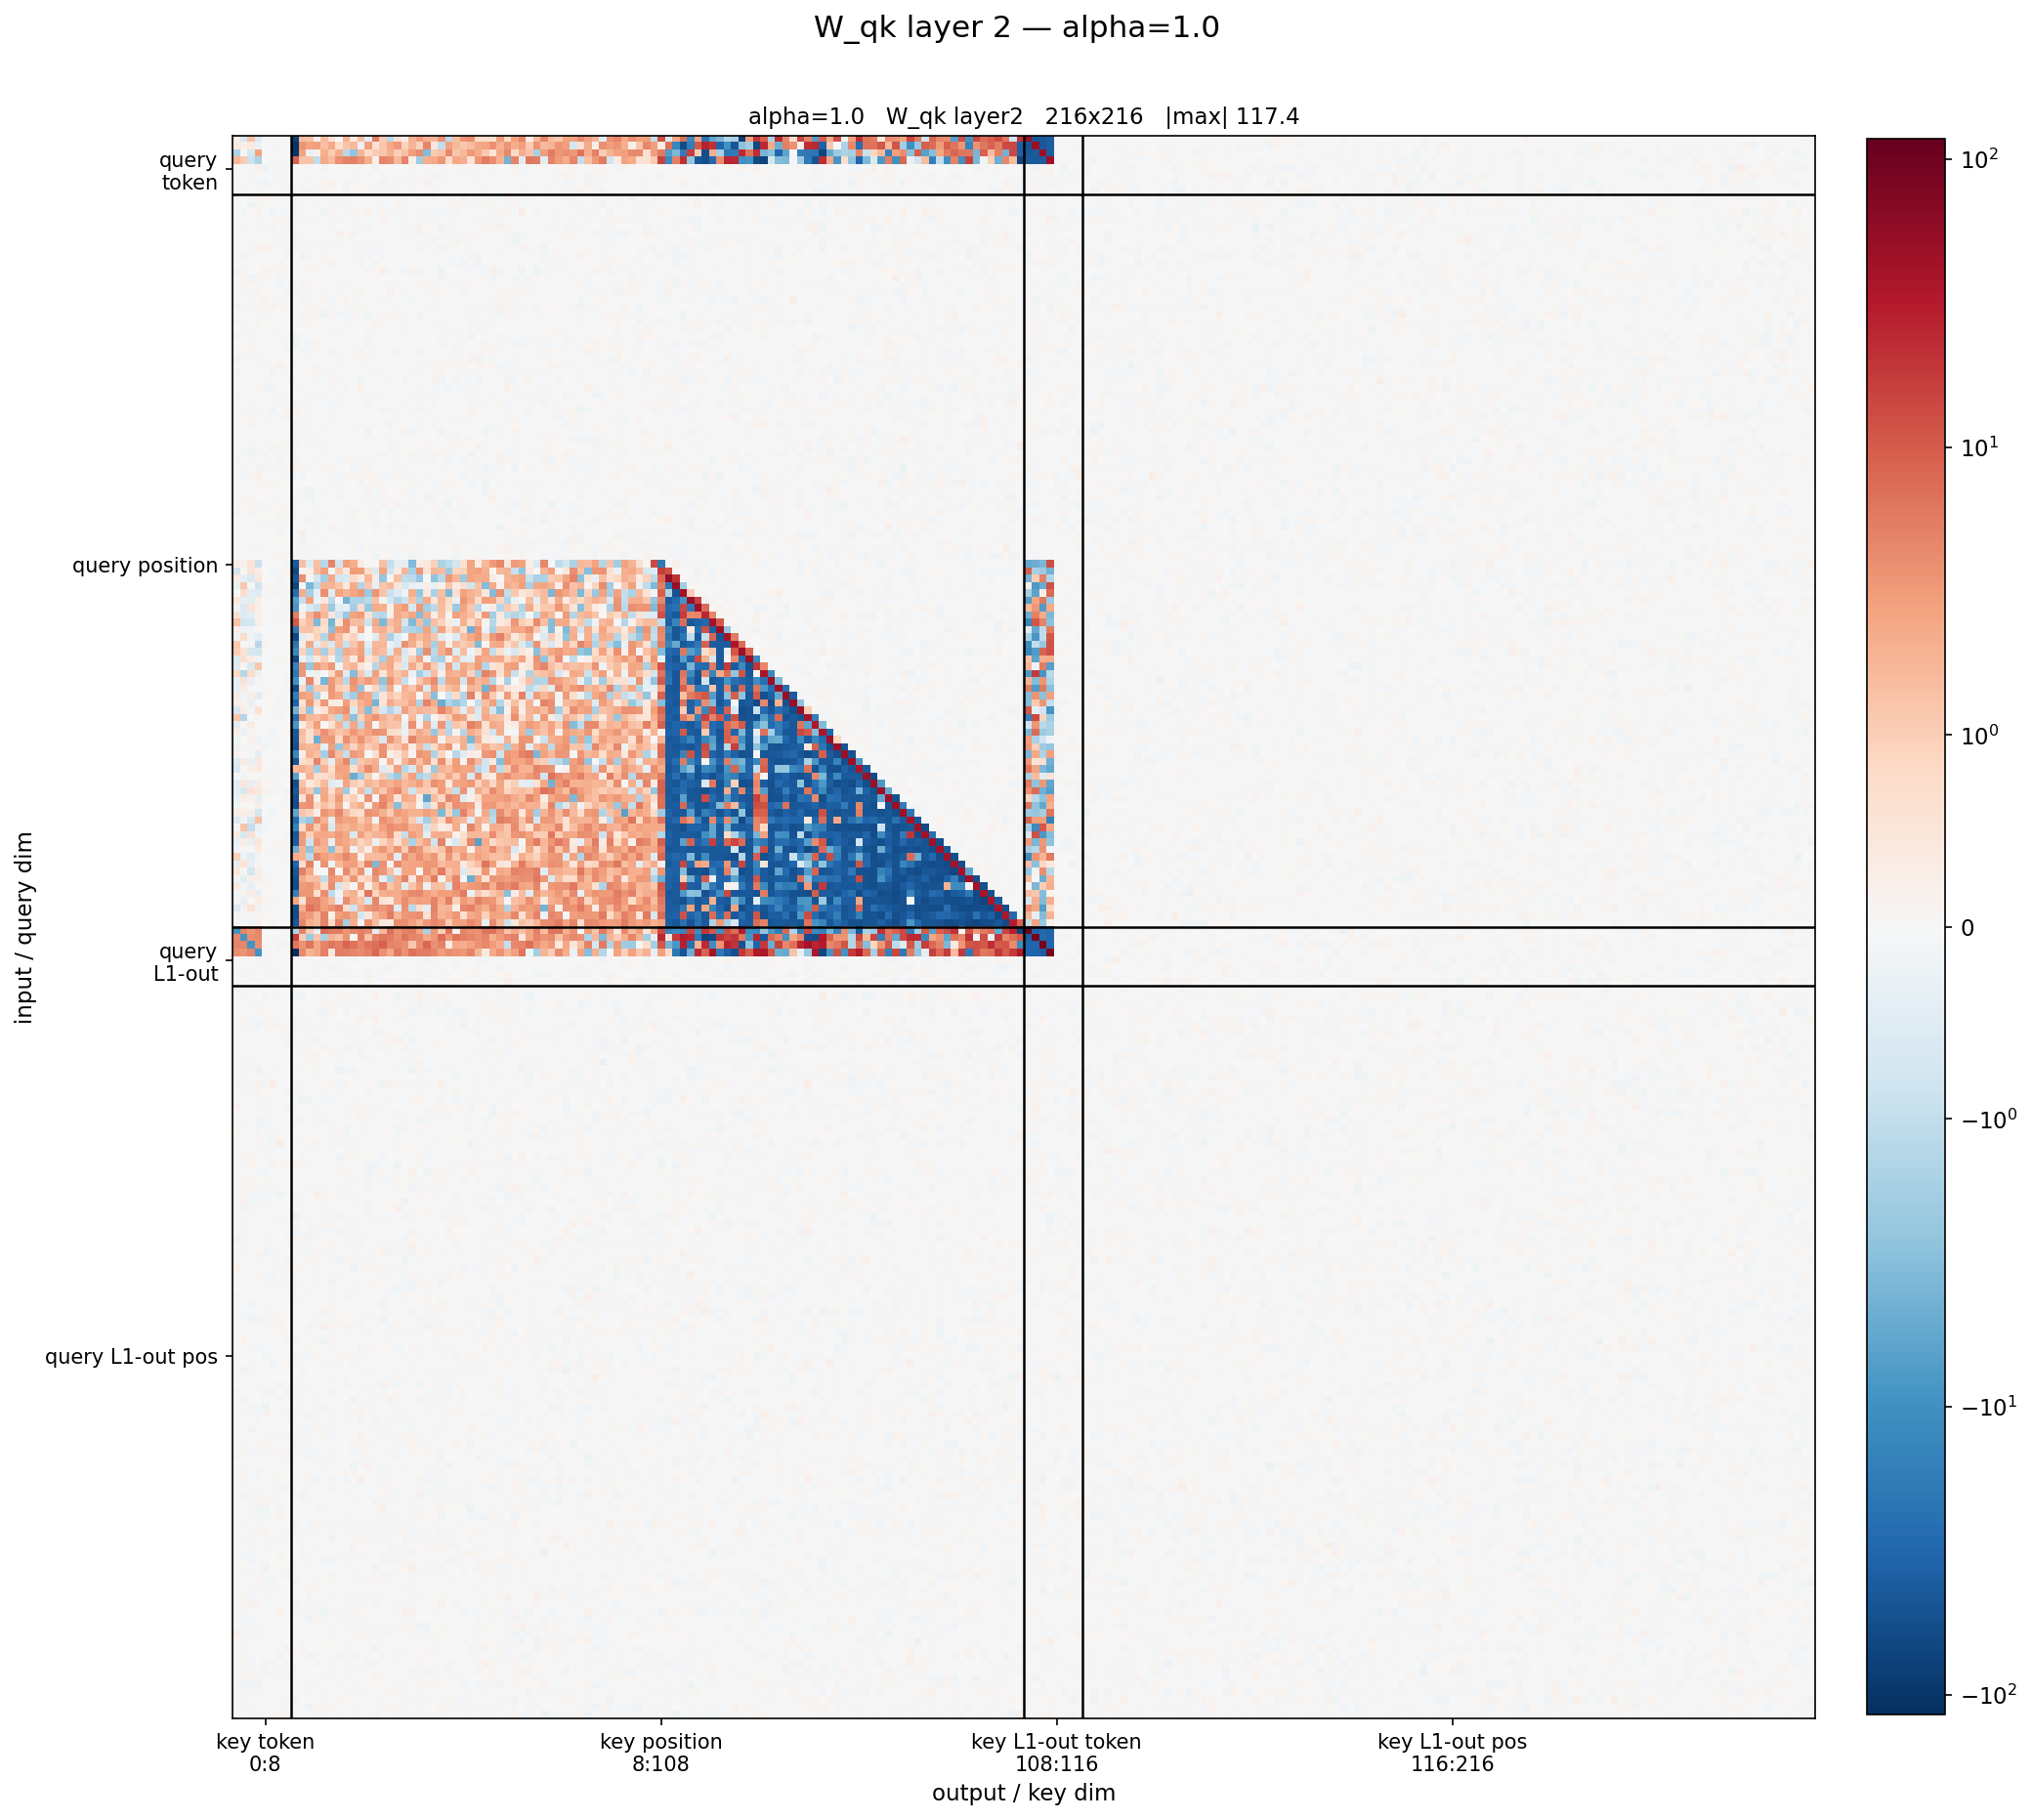 W_qk layer 2 — alpha=1.0
alpha=1.0   W_qk layer2   216x216   |max| 117.4
query
token
query position
query
L1-out
query L1-out pos
input / query dim
key token
0:8
key position
8:108
key L1-out token
108:116
key L1-out pos
116:216
output / key dim
10²
10¹
10⁰
0
−10⁰
−10¹
−10²